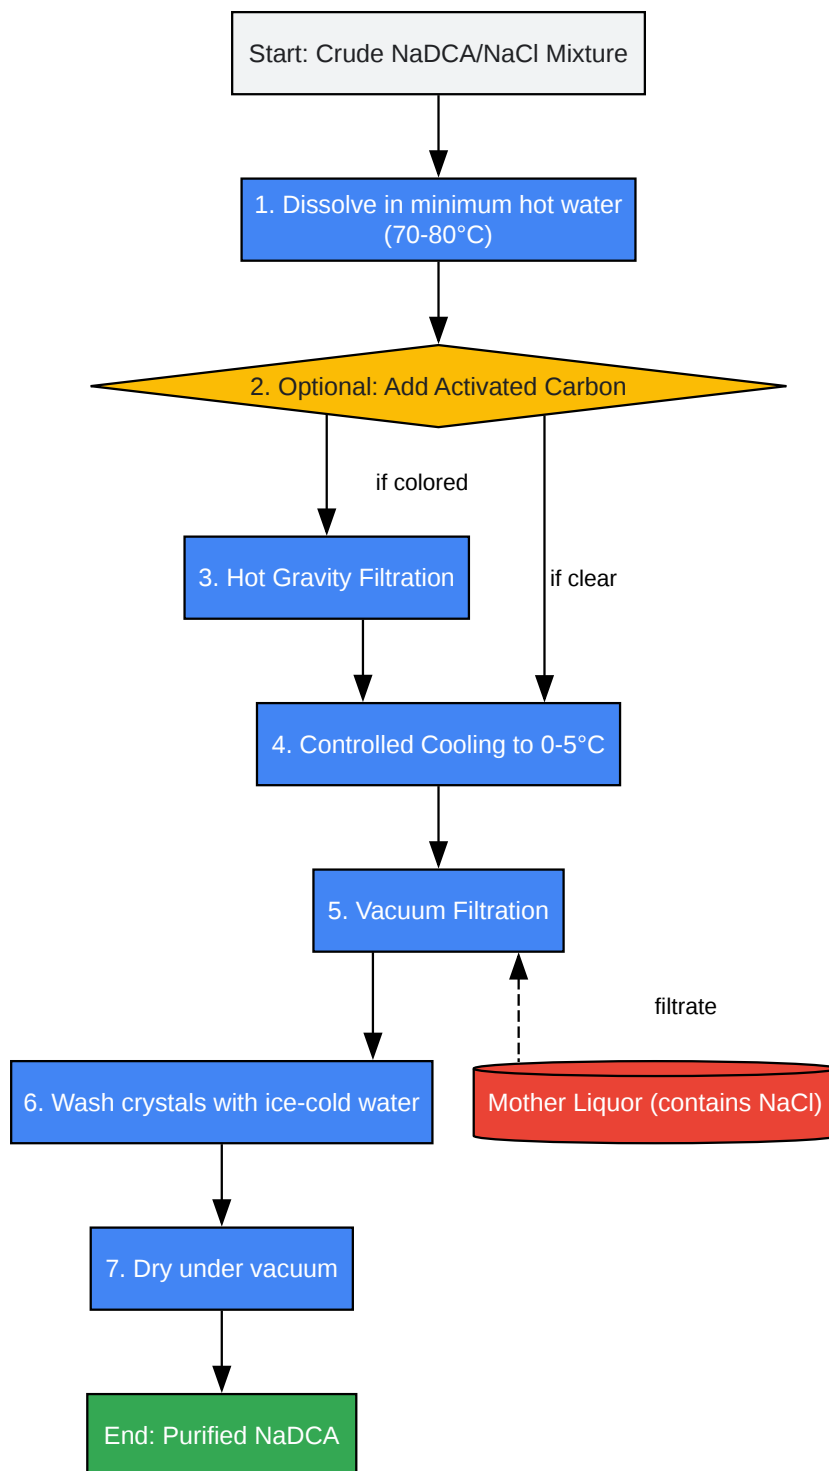 Start: Crude NaDCA/NaCl Mixture
1. Dissolve in minimum hot water
(70-80°C)
2. Optional: Add Activated Carbon
if colored
3. Hot Gravity Filtration
if clear
4. Controlled Cooling to 0-5°C
5. Vacuum Filtration
filtrate
6. Wash crystals with ice-cold water
Mother Liquor (contains NaCl)
7. Dry under vacuum
End: Purified NaDCA